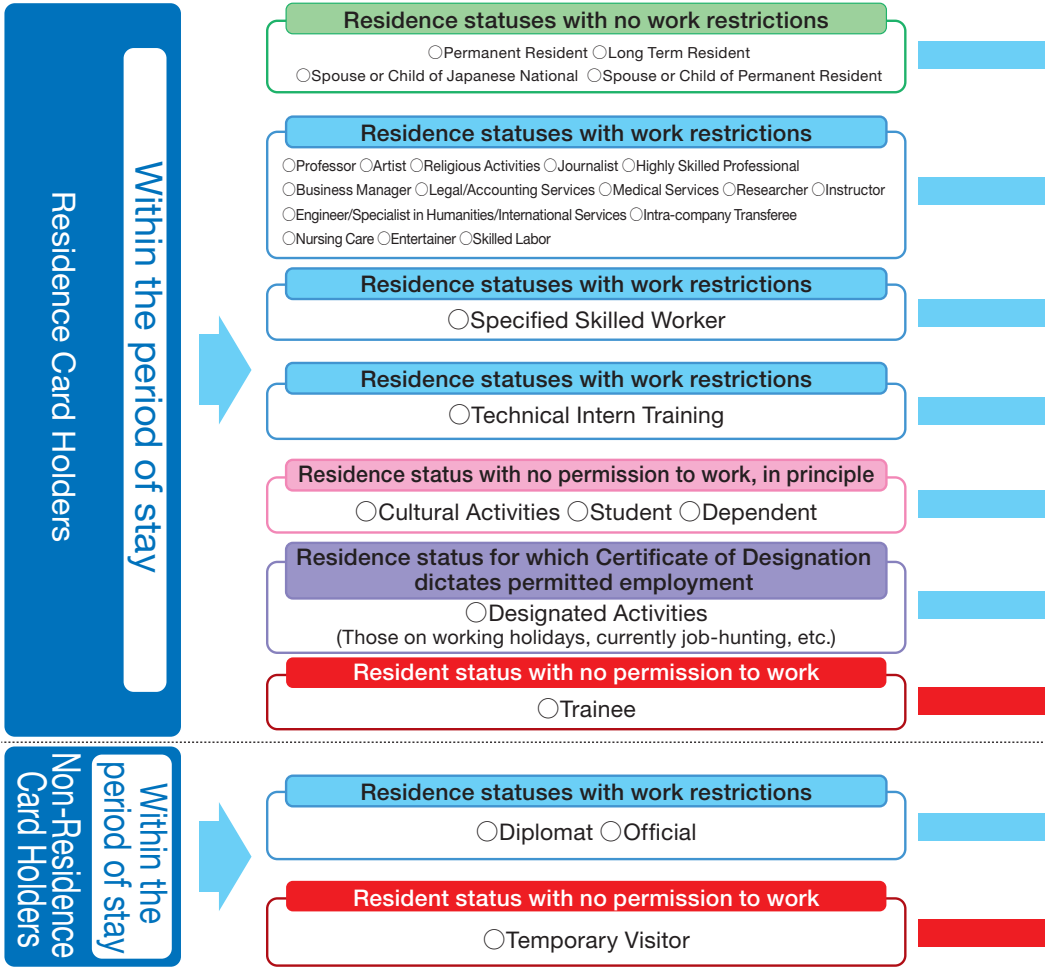 Residence Card Holders
Within the period of stay
Residence statuses with no work restrictions
○Permanent Resident ○Long Term Resident
○Spouse or Child of Japanese National ○Spouse or Child of Permanent Resident
Residence statuses with work restrictions
○Professor ○Artist ○Religious Activities ○Journalist ○Highly Skilled Professional
○Business Manager ○Legal/Accounting Services ○Medical Services ○Researcher ○Instructor
○Engineer/Specialist in Humanities/International Services ○Intra-company Transferee
○Nursing Care ○Entertainer ○Skilled Labor
Residence statuses with work restrictions
○Specified Skilled Worker
Residence statuses with work restrictions
○Technical Intern Training
Residence status with no permission to work, in principle
○Cultural Activities ○Student ○Dependent
Residence status for which Certificate of Designation
dictates permitted employment
○Designated Activities
(Those on working holidays, currently job-hunting, etc.)
Resident status with no permission to work
○Trainee
Non-Residence
Card Holders
Within the
period of stay
Residence statuses with work restrictions
○Diplomat ○Official
Resident status with no permission to work
○Temporary Visitor